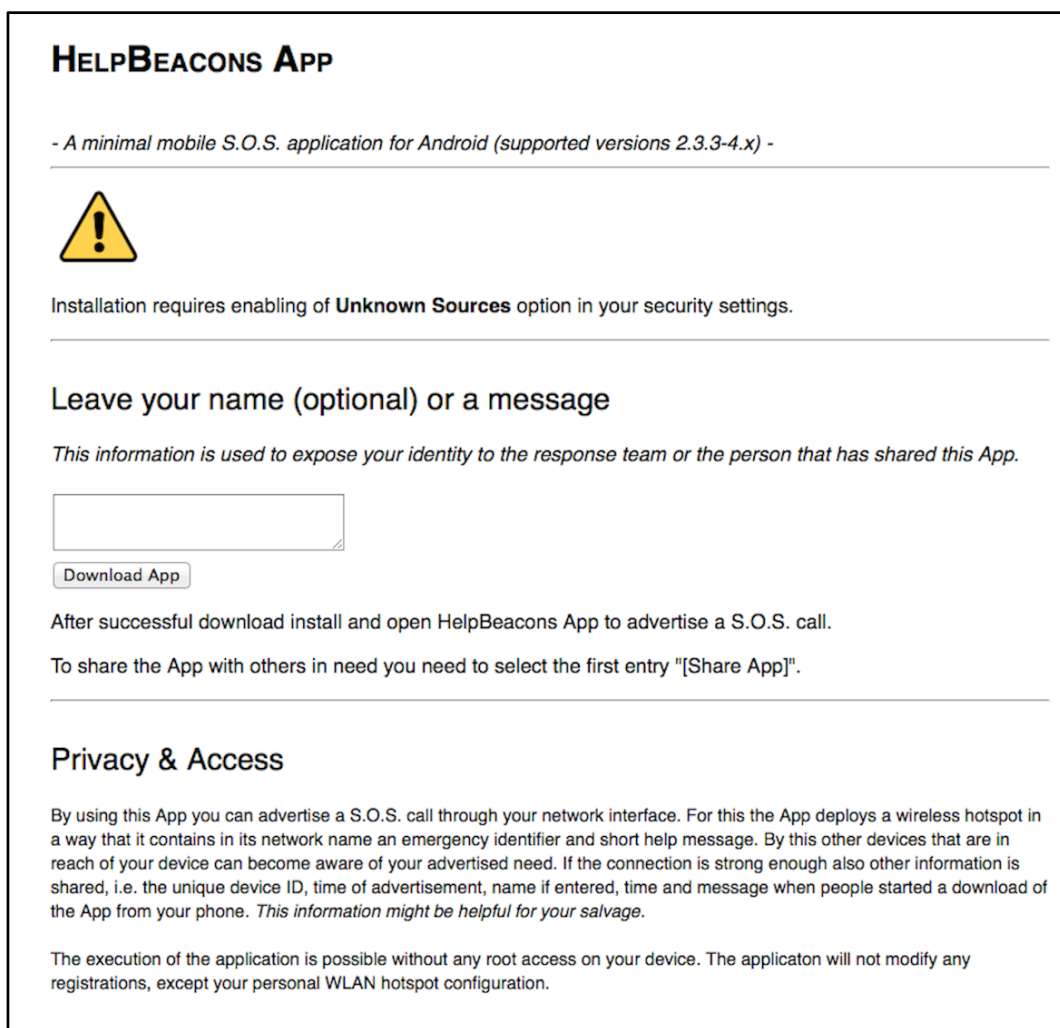 HELPBEACONS APP
- A minimal mobile S.O.S. application for Android (supported versions 2.3.3-4.x) -
Installation requires enabling of Unknown Sources option in your security settings.
Leave your name (optional) or a message
This information is used to expose your identity to the response team or the person that has shared this App.
Download App
After successful download install and open HelpBeacons App to advertise a S.O.S. call.
To share the App with others in need you need to select the first entry "[Share App]".
Privacy & Access
By using this App you can advertise a S.O.S. call through your network interface. For this the App deploys a wireless hotspot in
a way that it contains in its network name an emergency identifier and short help message. By this other devices that are in
reach of your device can become aware of your advertised need. If the connection is strong enough also other information is
shared, i.e. the unique device ID, time of advertisement, name if entered, time and message when people started a download of
the App from your phone. This information might be helpful for your salvage.
The execution of the application is possible without any root access on your device. The applicaton will not modify any
registrations, except your personal WLAN hotspot configuration.